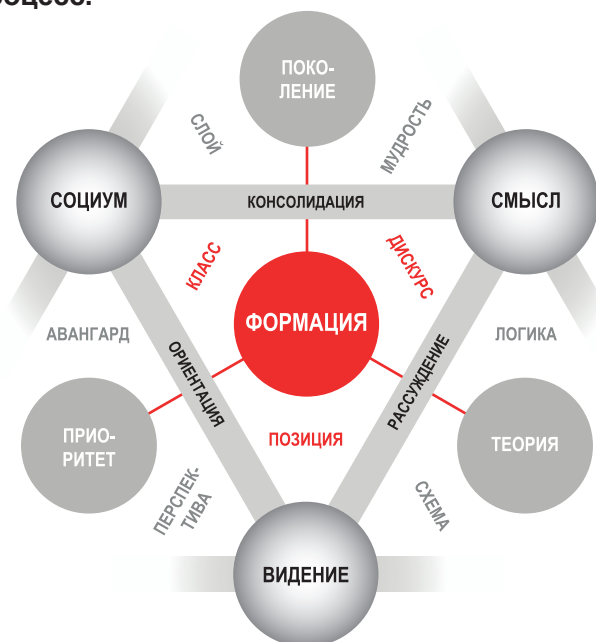 ПОКО-
ЛЕНИЕ
СЛОЙ
МУДРОСТЬ
СОЦИУМ
КОНСОЛИДАЦИЯ
СМЫСЛ
КЛАСС
ДИСКУРС
ФОРМАЦИЯ
АВАНГАРД
ОРИЕНТАЦИЯ
РАССУЖДЕНИЕ
ЛОГИКА
ПРИО-
РИТЕТ
ПОЗИЦИЯ
ТЕОРИЯ
ПЕРСПЕК-
ТИВА
СХЕМА
ВИДЕНИЕ